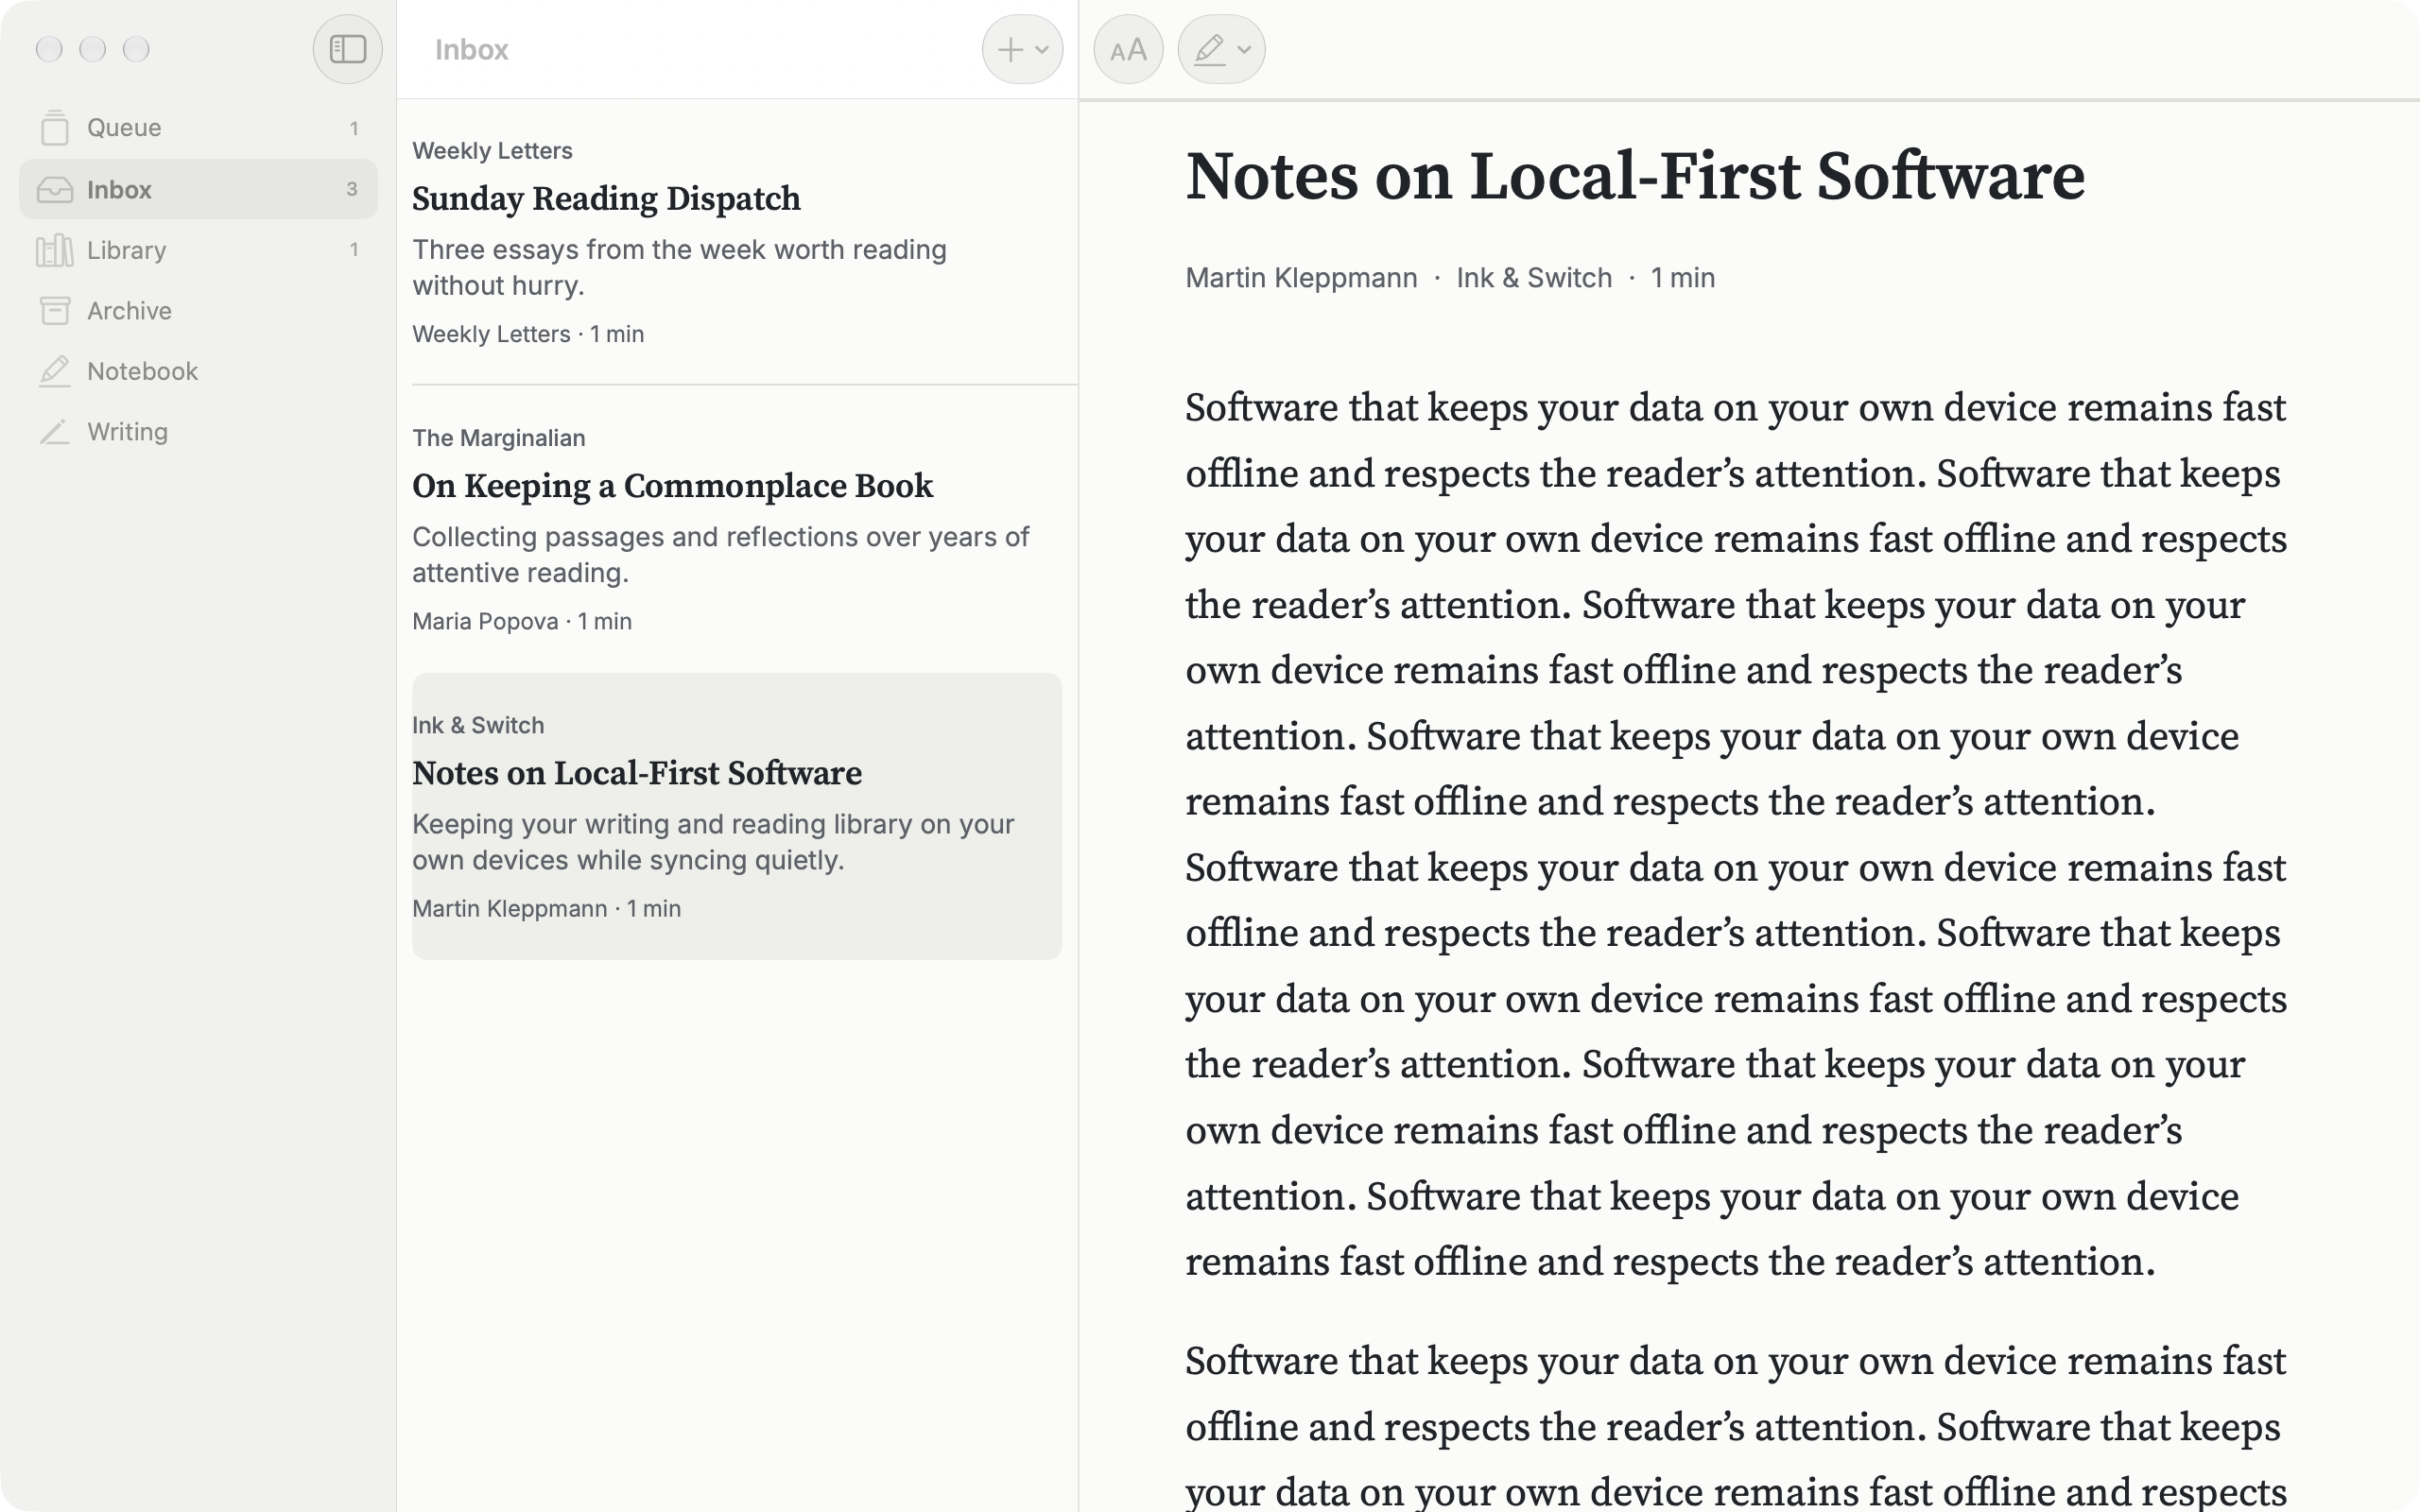 Queue 1
Inbox 3
Library 1
Archive
Notebook
Writing
Inbox
Weekly Letters
Sunday Reading Dispatch
Three essays from the week worth reading
without hurry.
Weekly Letters · 1 min
The Marginalian
On Keeping a Commonplace Book
Collecting passages and reflections over years of
attentive reading.
Maria Popova · 1 min
Ink & Switch
Notes on Local-First Software
Keeping your writing and reading library on your
own devices while syncing quietly.
Martin Kleppmann · 1 min
AA
Notes on Local-First Software
Martin Kleppmann · Ink & Switch · 1 min
Software that keeps your data on your own device remains fast
offline and respects the reader’s attention. Software that keeps
your data on your own device remains fast offline and respects
the reader’s attention. Software that keeps your data on your
own device remains fast offline and respects the reader’s
attention. Software that keeps your data on your own device
remains fast offline and respects the reader’s attention.
Software that keeps your data on your own device remains fast
offline and respects the reader’s attention. Software that keeps
your data on your own device remains fast offline and respects
the reader’s attention. Software that keeps your data on your
own device remains fast offline and respects the reader’s
attention. Software that keeps your data on your own device
remains fast offline and respects the reader’s attention.
Software that keeps your data on your own device remains fast
offline and respects the reader’s attention. Software that keeps
your data on your own device remains fast offline and respects